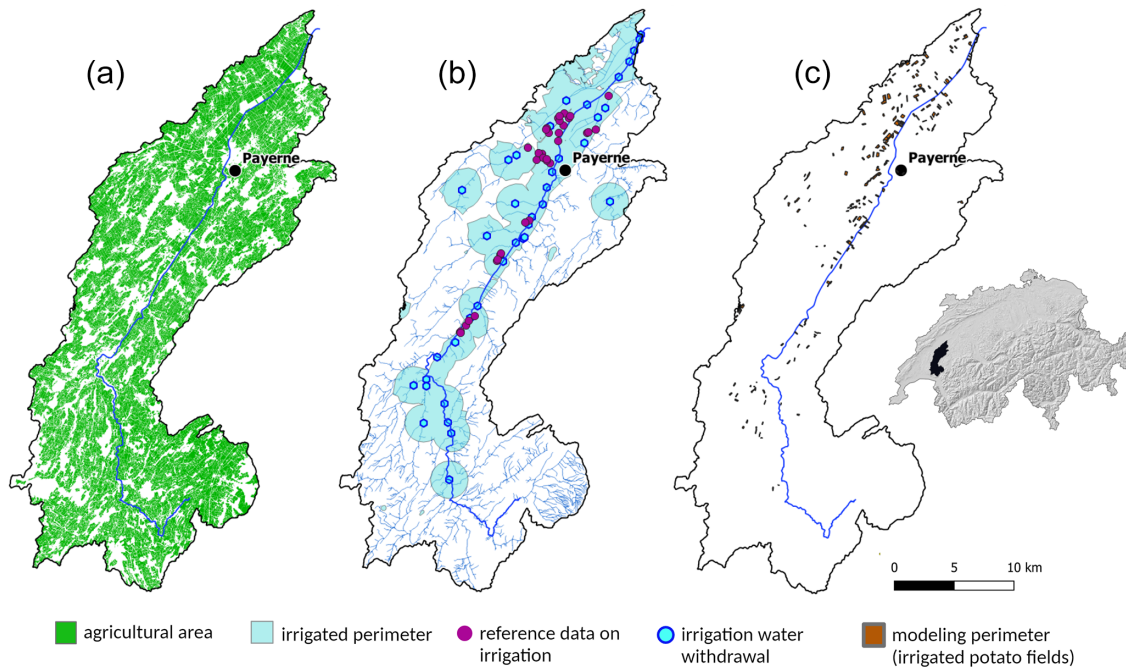 (a)
(b)
(c)
Payerne
Payerne
Payerne
0 5 10 km
agricultural area
irrigated perimeter
reference data on
irrigation
irrigation water
withdrawal
modeling perimeter
(irrigated potato fields)